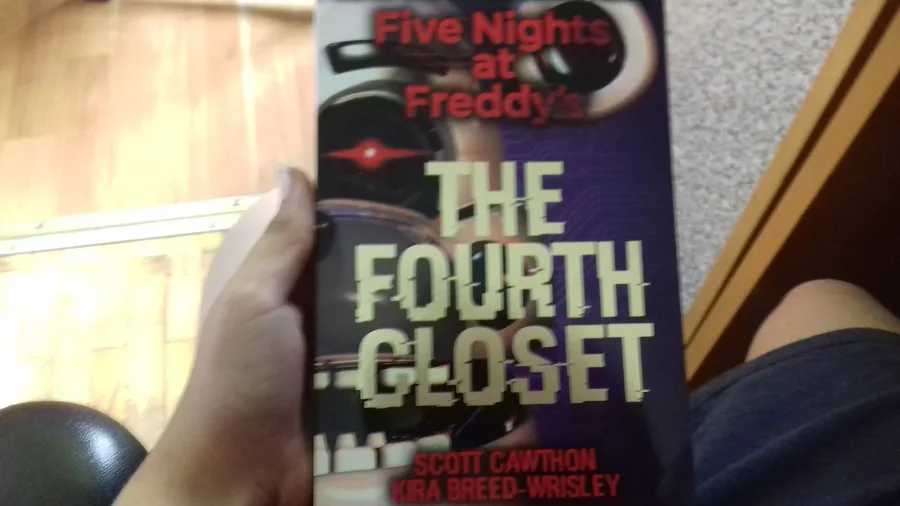 Five Nights
at
Freddy's
THE
FOURTH
CLOSET
SCOTT CAWTHON
KIRA BREED-WRISLEY